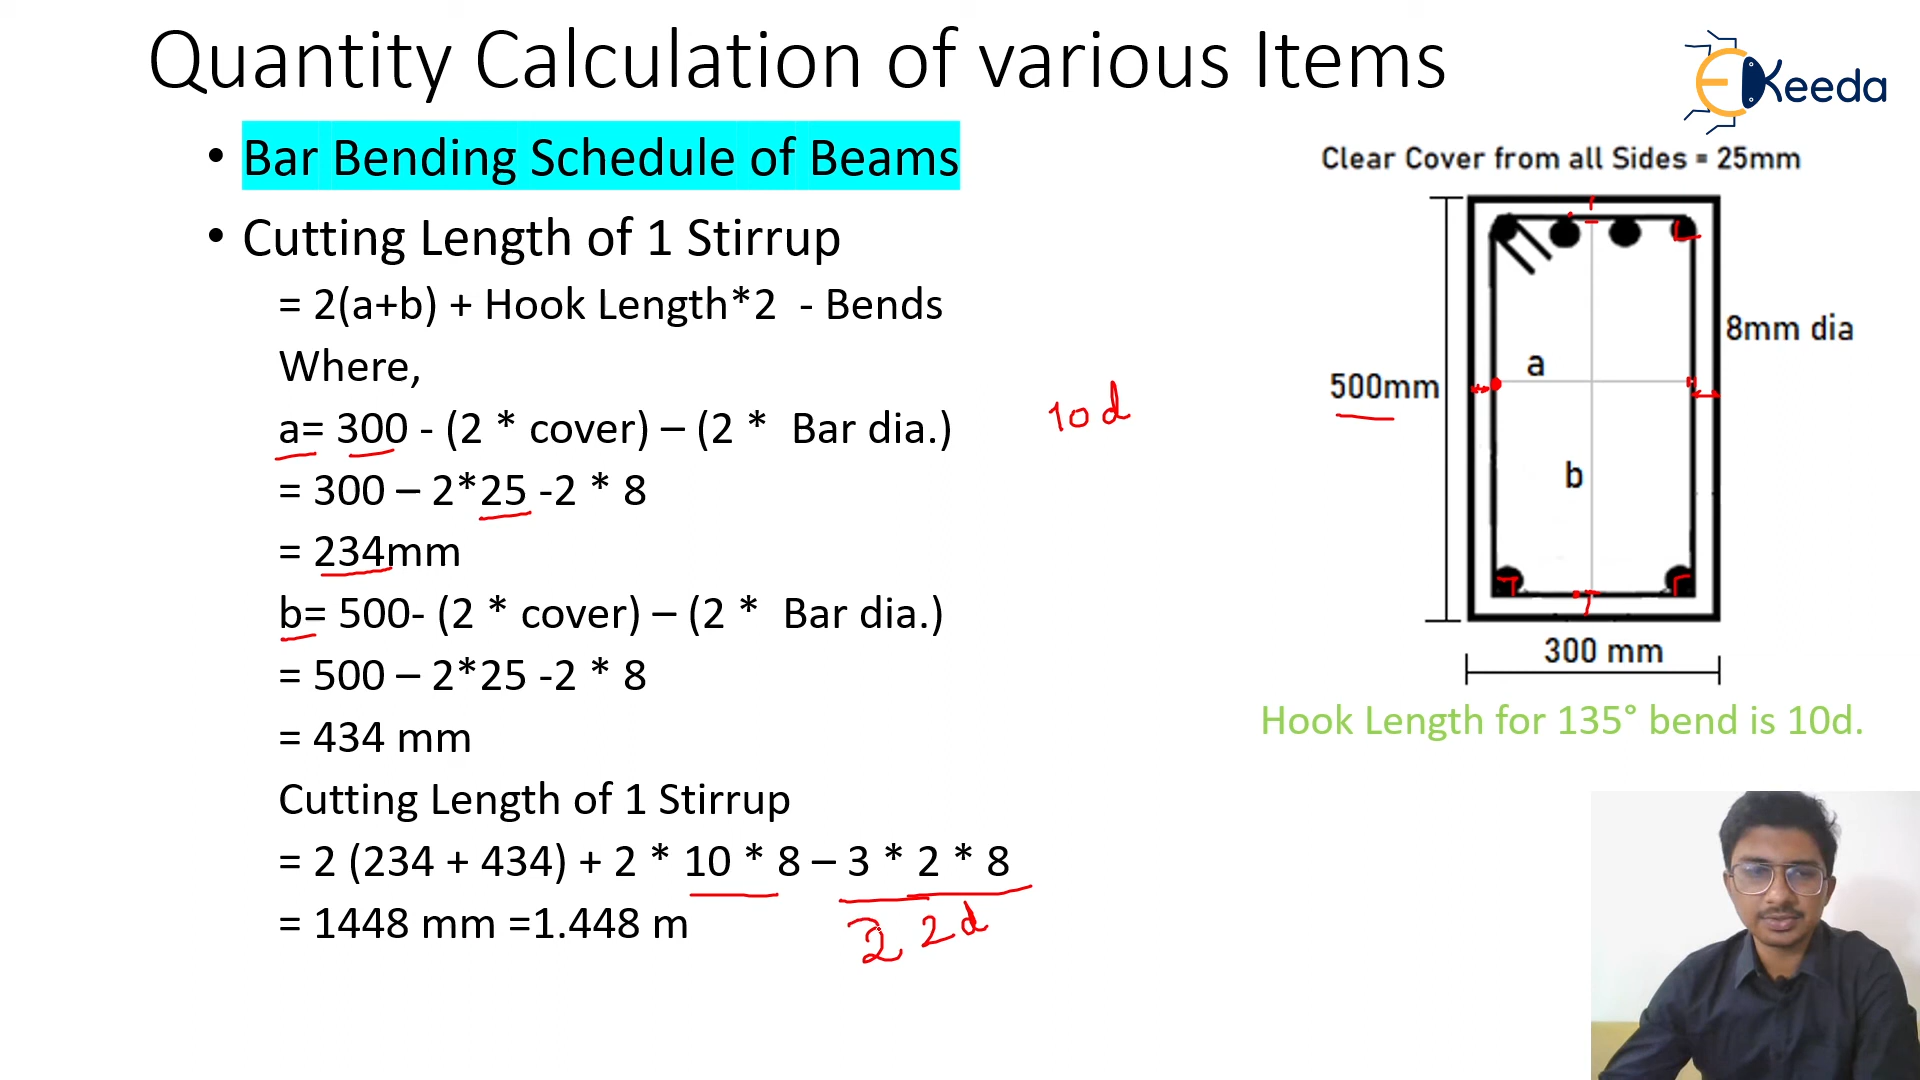 Quantity Calculation of various Items
EKeeda
• Bar Bending Schedule of Beams
• Cutting Length of 1 Stirrup
= 2(a+b) + Hook Length*2 - Bends
Where,
a= 300 - (2 * cover) – (2 * Bar dia.)
= 300 – 2*25 -2 * 8
= 234mm
b= 500- (2 * cover) – (2 * Bar dia.)
= 500 – 2*25 -2 * 8
= 434 mm
Cutting Length of 1 Stirrup
= 2 (234 + 434) + 2 * 10 * 8 – 3 * 2 * 8
= 1448 mm =1.448 m
2d
10 d
Clear Cover from all Sides = 25mm
8mm dia
a
500mm
b
300 mm
Hook Length for 135° bend is 10d.